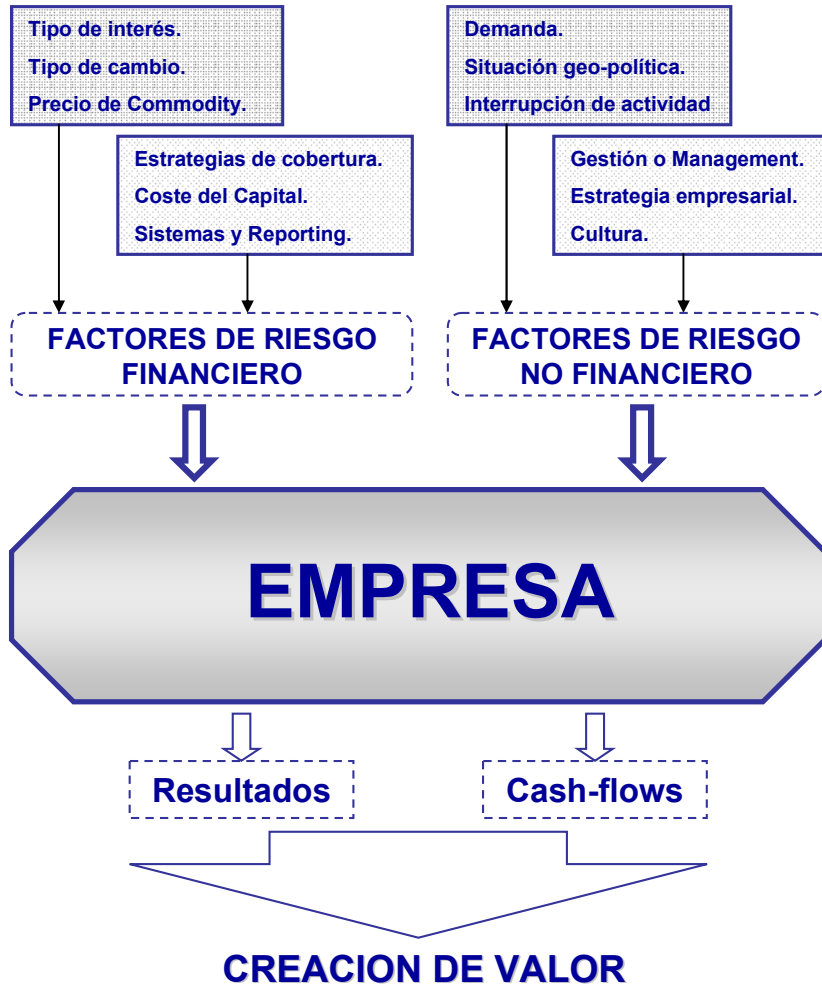 Tipo de interés.
Tipo de cambio.
Precio de Commodity.
Demanda.
Situación geo-política.
Interrupción de actividad
Estrategias de cobertura.
Coste del Capital.
Sistemas y Reporting.
Gestión o Management.
Estrategia empresarial.
Cultura.
FACTORES DE RIESGO
FINANCIERO
FACTORES DE RIESGO
NO FINANCIERO
EMPRESA
Resultados
Cash-flows
CREACION DE VALOR